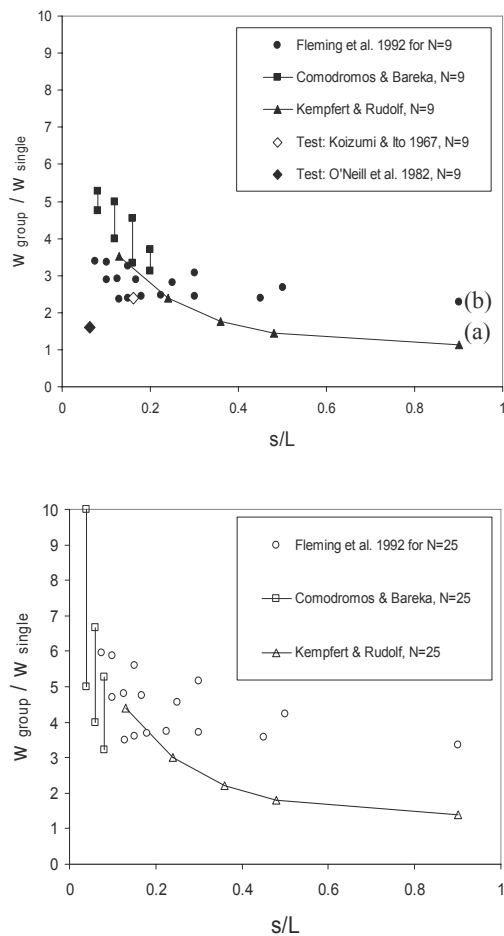 10
9
8
7
6
5
4
3
2
1
0
W group / W single
Fleming et al. 1992 for N=9
Comodromos & Bareka, N=9
Kempfert & Rudolf, N=9
Test: Koizumi & Ito 1967, N=9
Test: O'Neill et al. 1982, N=9
(b)
(a)
0 0.2 0.4 0.6 0.8 1
s/L
10
9
8
7
6
5
4
3
2
1
0
W group / W single
Fleming et al. 1992 for N=25
Comodromos & Bareka, N=25
Kempfert & Rudolf, N=25
0 0.2 0.4 0.6 0.8 1
s/L